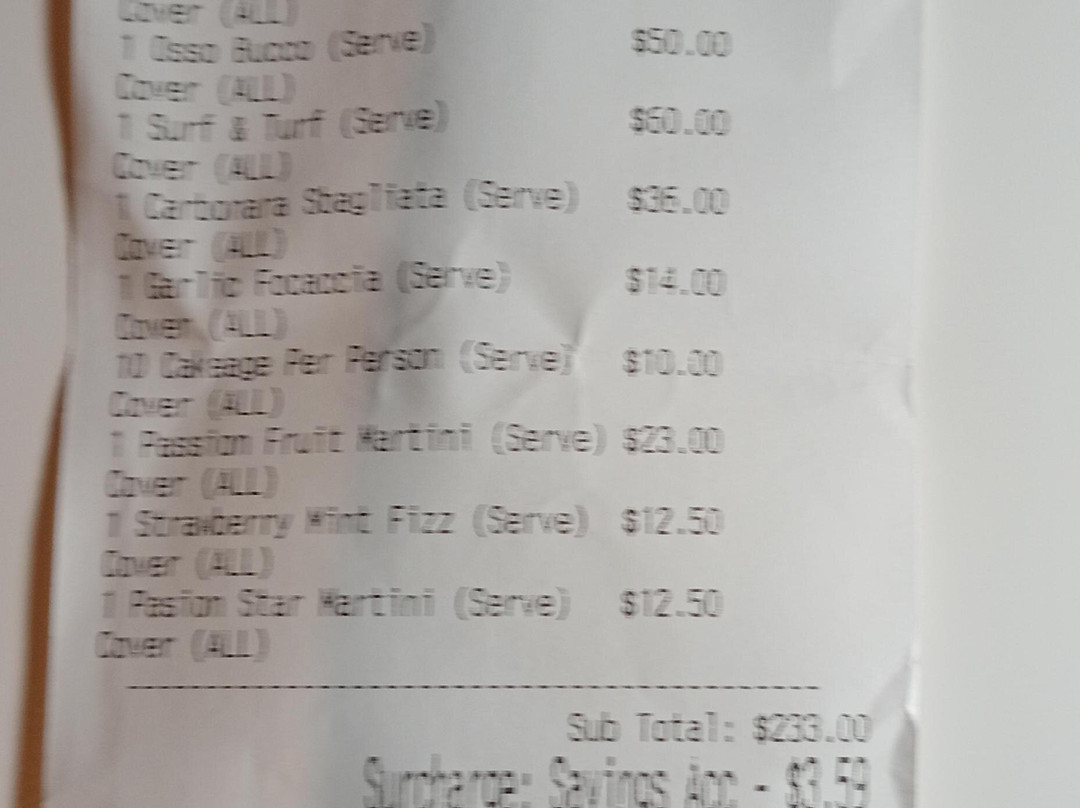 Cover (ALL)
1 Osso Bucco (Serve) $50.00
Cover (ALL)
1 Surf & Turf (Serve) $60.00
Cover (ALL)
1 Carbonara Stagliata (Serve) $36.00
Cover (ALL)
1 Garlic Focaccia (Serve) $14.00
Cover (ALL)
10 Cakeage Per Person (Serve) $10.00
Cover (ALL)
1 Passion Fruit Martini (Serve) $23.00
Cover (ALL)
1 Strawberry Mint Fizz (Serve) $12.50
Cover (ALL)
1 Pasion Star Martini (Serve) $12.50
Cover (ALL)
Sub Total: $233.00
Surcharge: Savings Acc - $3.59